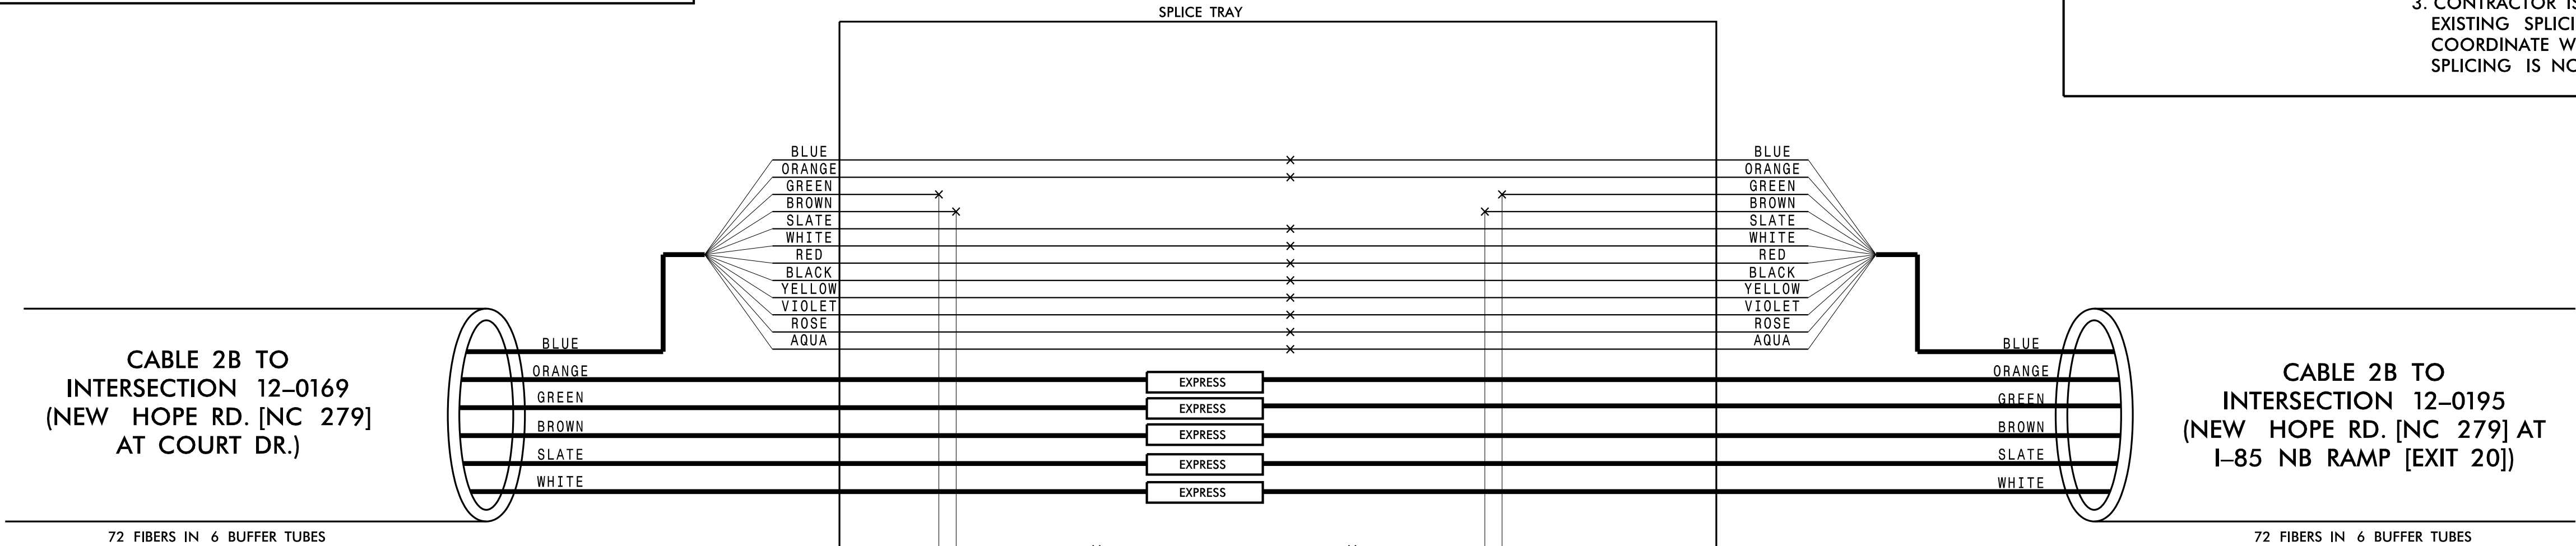 SPLICE TRAY
3. CONTRACTOR IS
EXISTING SPLICI
COORDINATE W
SPLICING IS NO
BLUE
ORANGE
GREEN
BROWN
SLATE
WHITE
RED
BLACK
YELLOW
VIOLET
ROSE
AQUA
BLUE
ORANGE
GREEN
BROWN
SLATE
WHITE
RED
BLACK
YELLOW
VIOLET
ROSE
AQUA
CABLE 2B TO
INTERSECTION 12–0169
(NEW HOPE RD. [NC 279]
AT COURT DR.)
72 FIBERS IN 6 BUFFER TUBES
BLUE
ORANGE
GREEN
BROWN
SLATE
WHITE
EXPRESS
EXPRESS
EXPRESS
EXPRESS
EXPRESS
BLUE
ORANGE
GREEN
BROWN
SLATE
WHITE
CABLE 2B TO
INTERSECTION 12–0195
(NEW HOPE RD. [NC 279] AT
I–85 NB RAMP [EXIT 20])
72 FIBERS IN 6 BUFFER TUBES